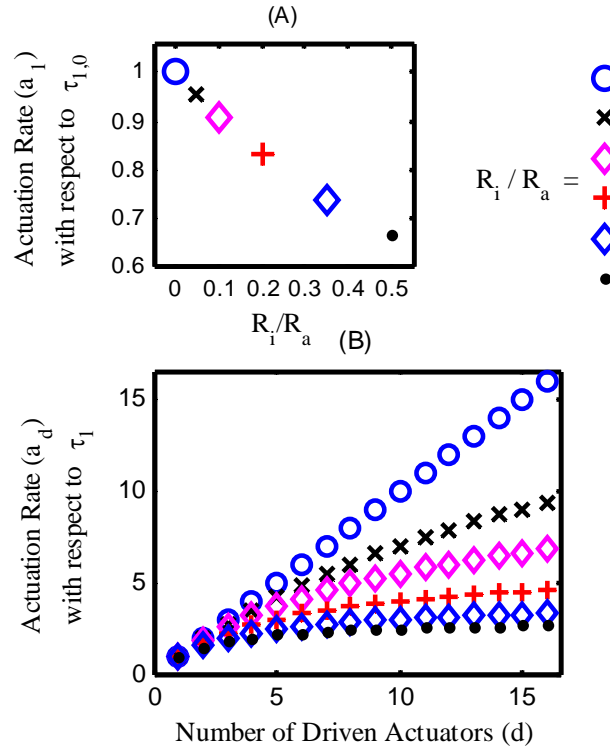 (A)
Actuation Rate (a1)
with respect to τ1,0
1
0.9
0.8
0.7
0.6
0 0.1 0.2 0.3 0.4 0.5
Ri/Ra
Ri / Ra =
(B)
Actuation Rate (ad)
with respect to τ1
15
10
5
0
0 5 10 15
Number of Driven Actuators (d)